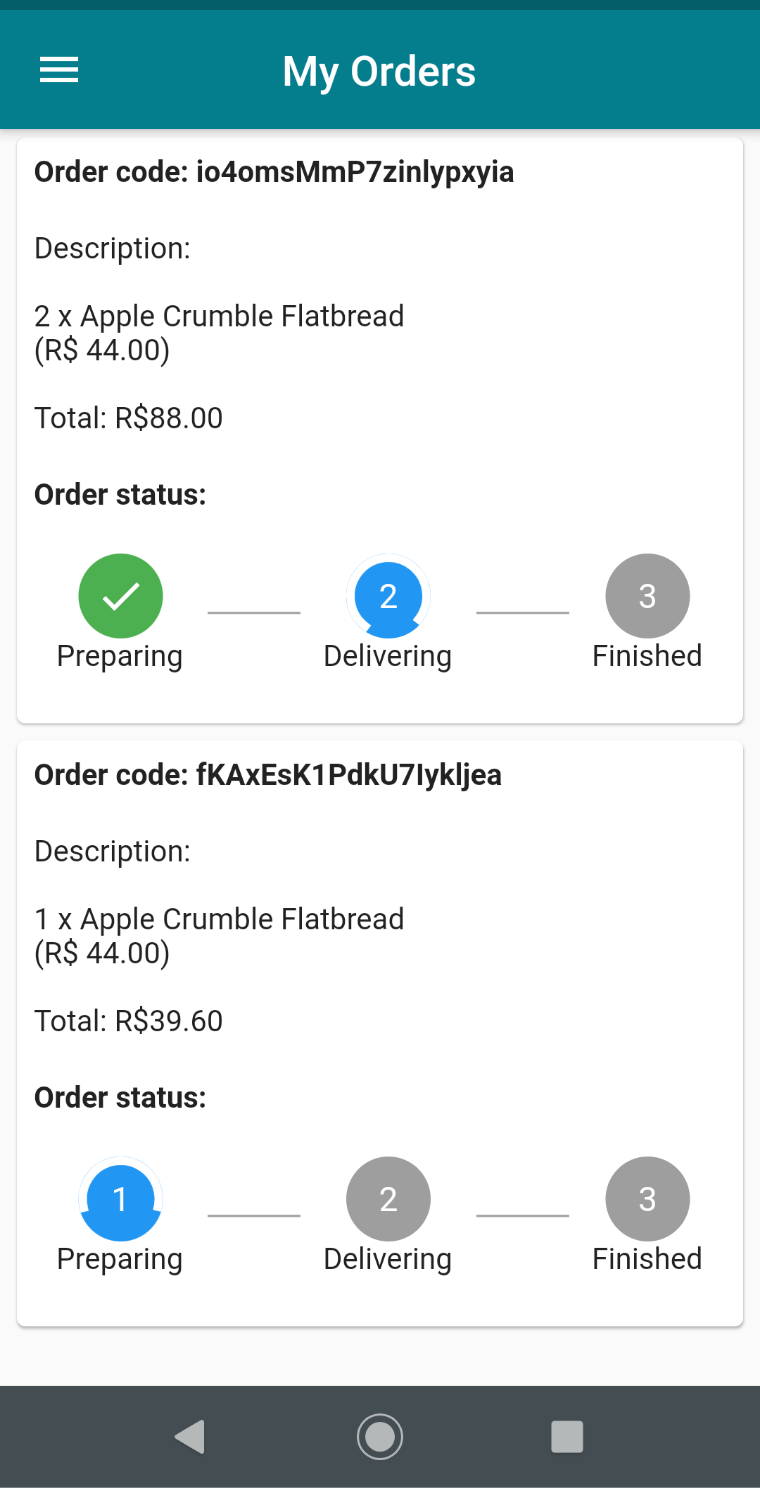 My Orders
Order code: io4omsMmP7zinlypxyia
Description:
2 x Apple Crumble Flatbread
(R$ 44.00)
Total: R$88.00
Order status:
2
3
Preparing
Delivering
Finished
Order code: fKAxEsK1PdkU7Iykljea
Description:
1 x Apple Crumble Flatbread
(R$ 44.00)
Total: R$39.60
Order status:
1
2
3
Preparing
Delivering
Finished